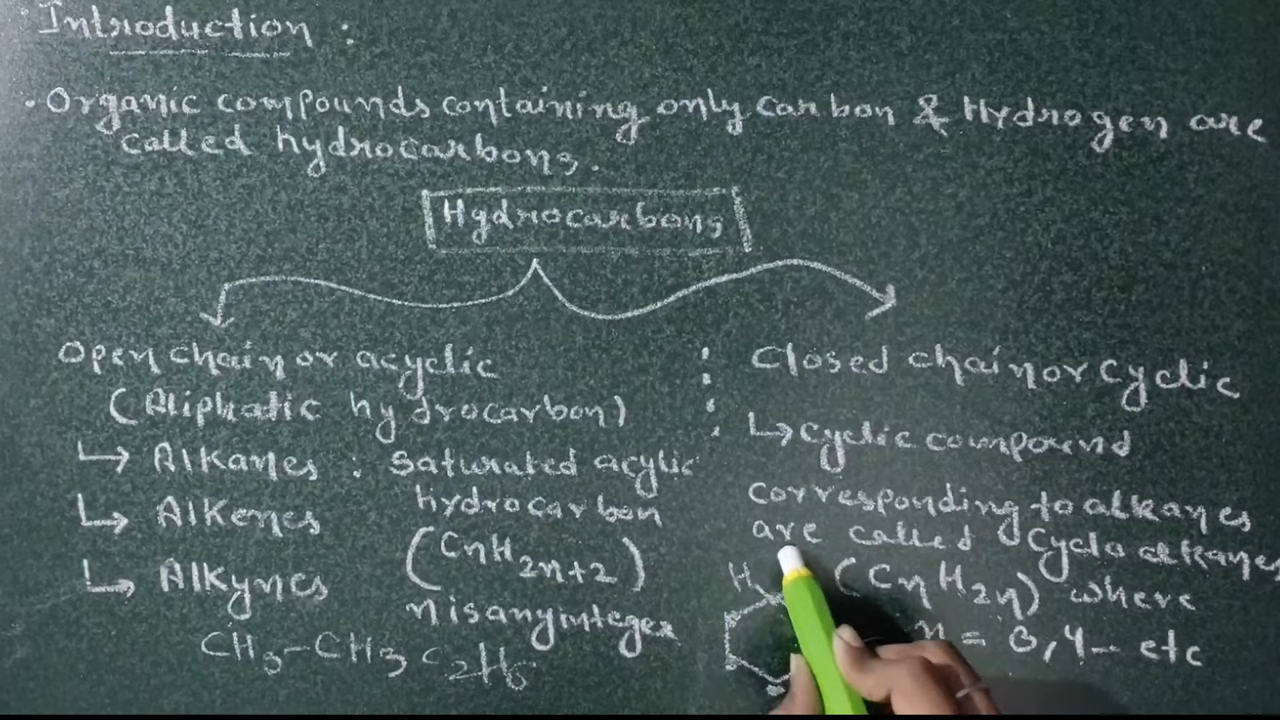 Introduction :
• Organic compounds containing only carbon & Hydrogen are
called hydrocarbons.
Hydrocarbons
Open chain or acyclic
(Aliphatic hydrocarbon)
↳ Alkanes : saturated acylic
hydrocarbon
(CnH2n+2)
n is any integer
↳ Alkenes
↳ Alkynes
CH3-CH3 C2H6
Closed chain or cyclic
↳ cyclic compound
corresponding to alkanes
are called Cyclo alkanes
(CnH2n) where
n = 3, 4 - etc
H